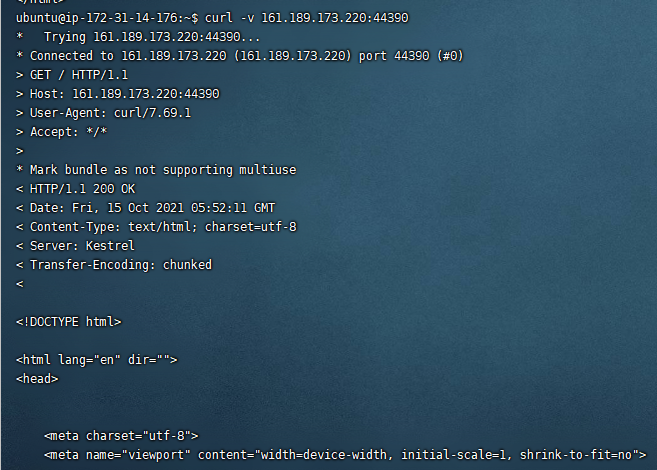 </html>
ubuntu@ip-172-31-14-176:~$ curl -v 161.189.173.220:44390
*   Trying 161.189.173.220:44390...
* Connected to 161.189.173.220 (161.189.173.220) port 44390 (#0)
> GET / HTTP/1.1
> Host: 161.189.173.220:44390
> User-Agent: curl/7.69.1
> Accept: */*
>
* Mark bundle as not supporting multiuse
< HTTP/1.1 200 OK
< Date: Fri, 15 Oct 2021 05:52:11 GMT
< Content-Type: text/html; charset=utf-8
< Server: Kestrel
< Transfer-Encoding: chunked
<
<!DOCTYPE html>
<html lang="en" dir="">
<head>
    <meta charset="utf-8">
    <meta name="viewport" content="width=device-width, initial-scale=1, shrink-to-fit=no">